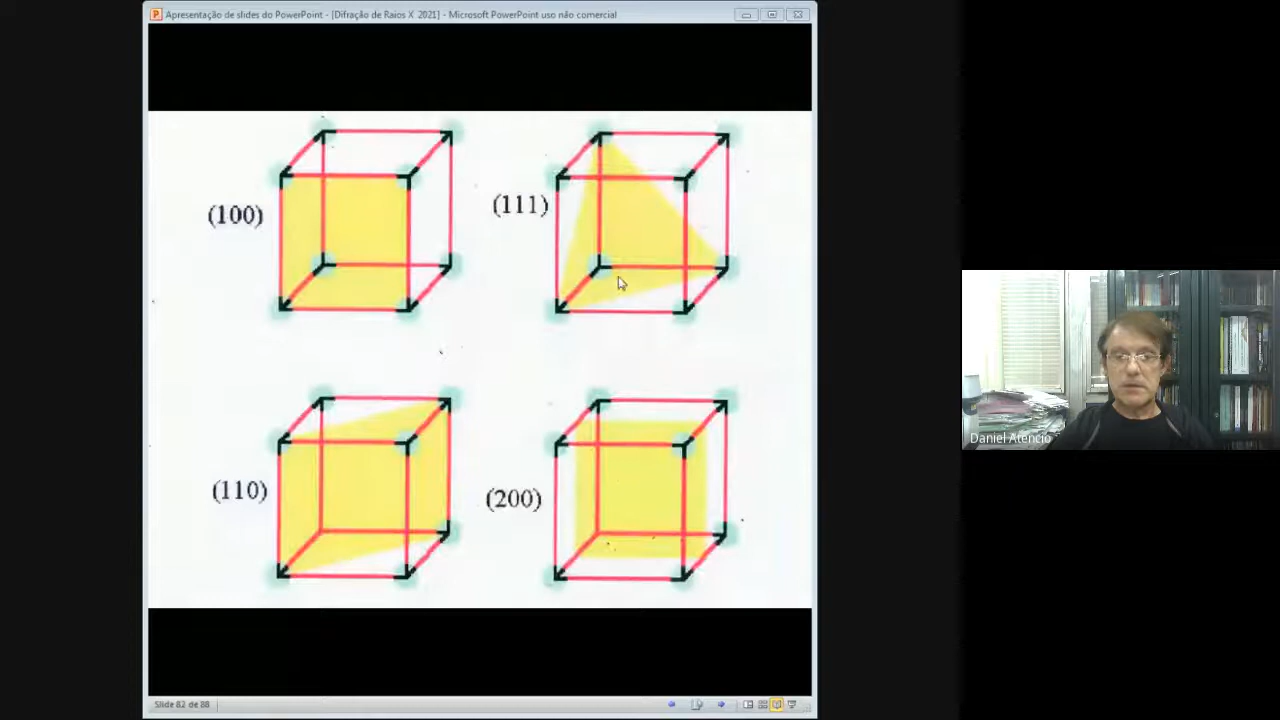 Apresentação de slides do PowerPoint - [Difração de Raios X 2021] - Microsoft PowerPoint uso não comercial
(100)
(111)
(110)
(200)
Daniel Atencio
Slide 82 de 88